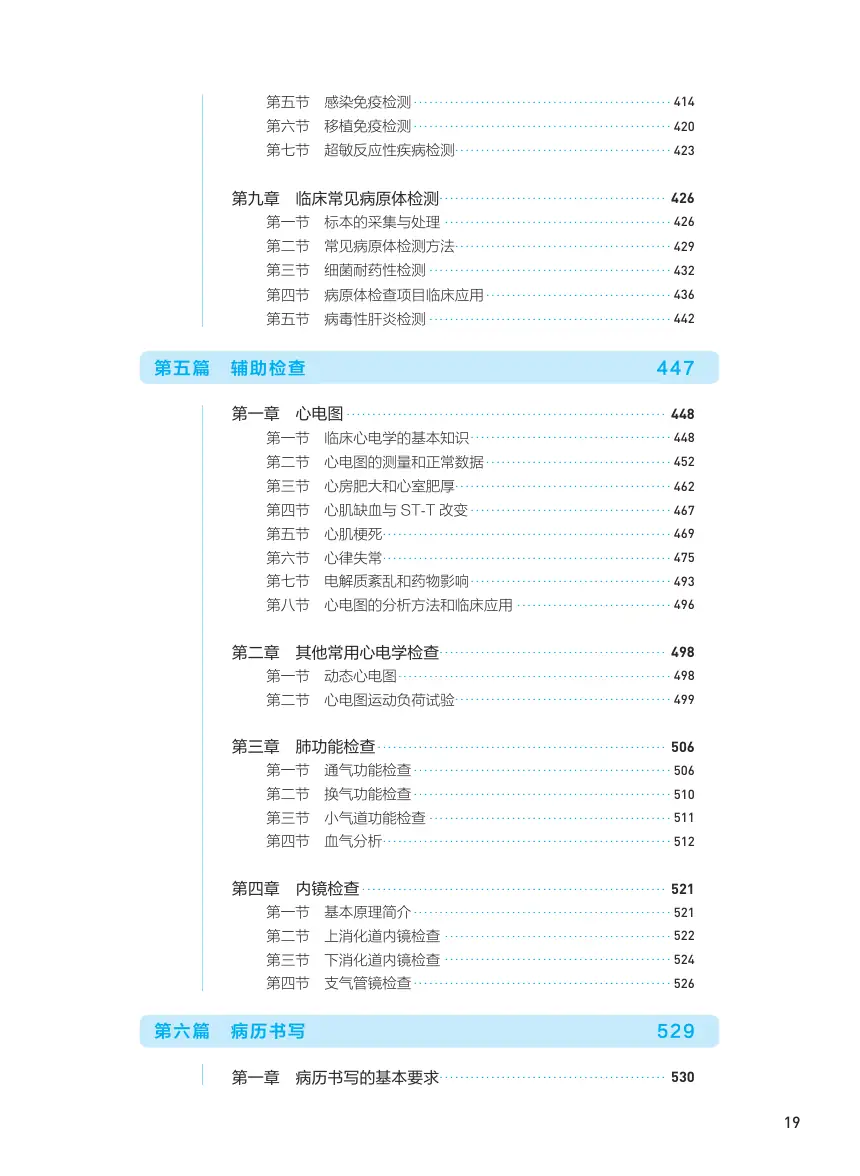 第五节 感染免疫检测 414
第六节 移植免疫检测 420
第七节 超敏反应性疾病检测 423
第九章 临床常见病原体检测 426
第一节 标本的采集与处理 426
第二节 常见病原体检测方法 429
第三节 细菌耐药性检测 432
第四节 病原体检查项目临床应用 436
第五节 病毒性肝炎检测 442
第五篇 辅助检查 447
第一章 心电图 448
第一节 临床心电学的基本知识 448
第二节 心电图的测量和正常数据 452
第三节 心房肥大和心室肥厚 462
第四节 心肌缺血与 ST-T 改变 467
第五节 心肌梗死 469
第六节 心律失常 475
第七节 电解质紊乱和药物影响 493
第八节 心电图的分析方法和临床应用 496
第二章 其他常用心电学检查 498
第一节 动态心电图 498
第二节 心电图运动负荷试验 499
第三章 肺功能检查 506
第一节 通气功能检查 506
第二节 换气功能检查 510
第三节 小气道功能检查 511
第四节 血气分析 512
第四章 内镜检查 521
第一节 基本原理简介 521
第二节 上消化道内镜检查 522
第三节 下消化道内镜检查 524
第四节 支气管镜检查 526
第六篇 病历书写 529
第一章 病历书写的基本要求 530
19